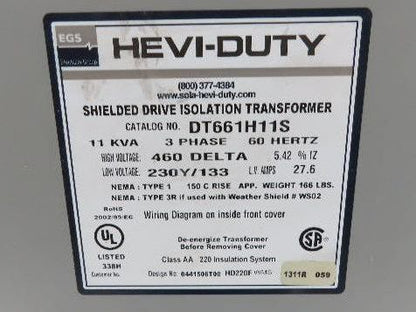 EGS
HEVI-DUTY
(800) 377-4384
www.sola-hevi-duty.com
SHIELDED DRIVE ISOLATION TRANSFORMER
CATALOG NO. DT661H11S
11 KVA 3 PHASE 60 HERTZ
HIGH VOLTAGE: 460 DELTA 5.42 % IZ
LOW VOLTAGE: 230Y/133 L.V. AMPS 27.6
NEMA: TYPE 1 150 C RISE APP. WEIGHT 166 LBS.
NEMA: TYPE 3R if used with Weather Shield # WS02
RoHS
2002/95/EC
Wiring Diagram on inside front cover
UL
LISTED
338H
De-energize Transformer
Before Removing Cover
SA
Class AA 220 Insulation System
Customer No.
Design No. HD220F
1311R 059